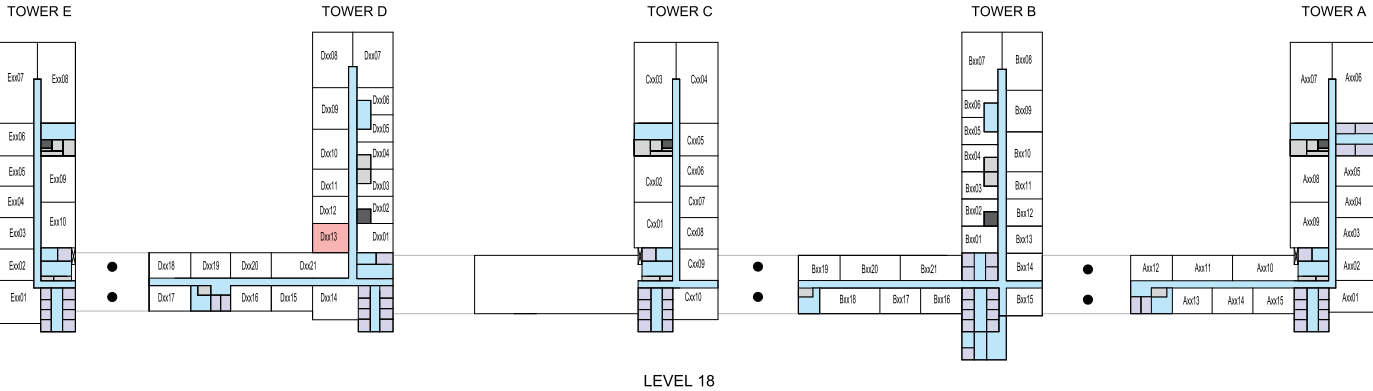 TOWER E TOWER D TOWER C TOWER B TOWER A
Exx07 Exx08
Exx06
Exx05 Exx09
Exx04
Exx03 Exx10
Exx02
Exx01
Dxx08 Dxx07
Dxx09 Dxx06
Dxx05
Dxx10 Dxx04
Dxx11 Dxx03
Dxx12 Dxx02
Dxx13 Dxx01
Dxx18 Dxx19 Dxx20 Dxx21
Dxx17 Dxx16 Dxx15 Dxx14
Cxx03 Cxx04
Cxx05
Cxx02 Cxx06
Cxx07
Cxx01 Cxx08
Cxx09
Cxx10
Bxx07 Bxx08
Bxx06 Bxx09
Bxx05
Bxx04 Bxx10
Bxx03 Bxx11
Bxx02 Bxx12
Bxx01 Bxx13
Bxx19 Bxx20 Bxx21 Bxx14
Bxx18 Bxx17 Bxx16 Bxx15
Axx07 Axx06
Axx08 Axx05
Axx04
Axx09 Axx03
Axx12 Axx11 Axx10 Axx02
Axx13 Axx14 Axx15 Axx01
LEVEL 18